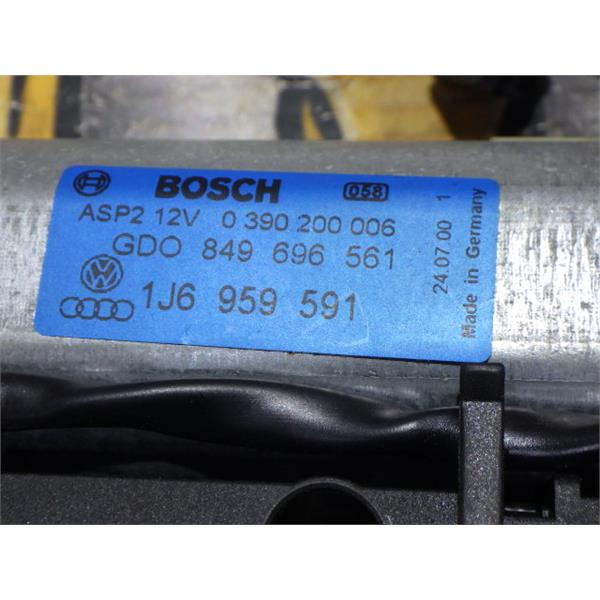 BOSCH 058
ASP2 12V 0 390 200 006
GDO 849 696 561
1J6 959 591
24.07.00 1
Made in Germany